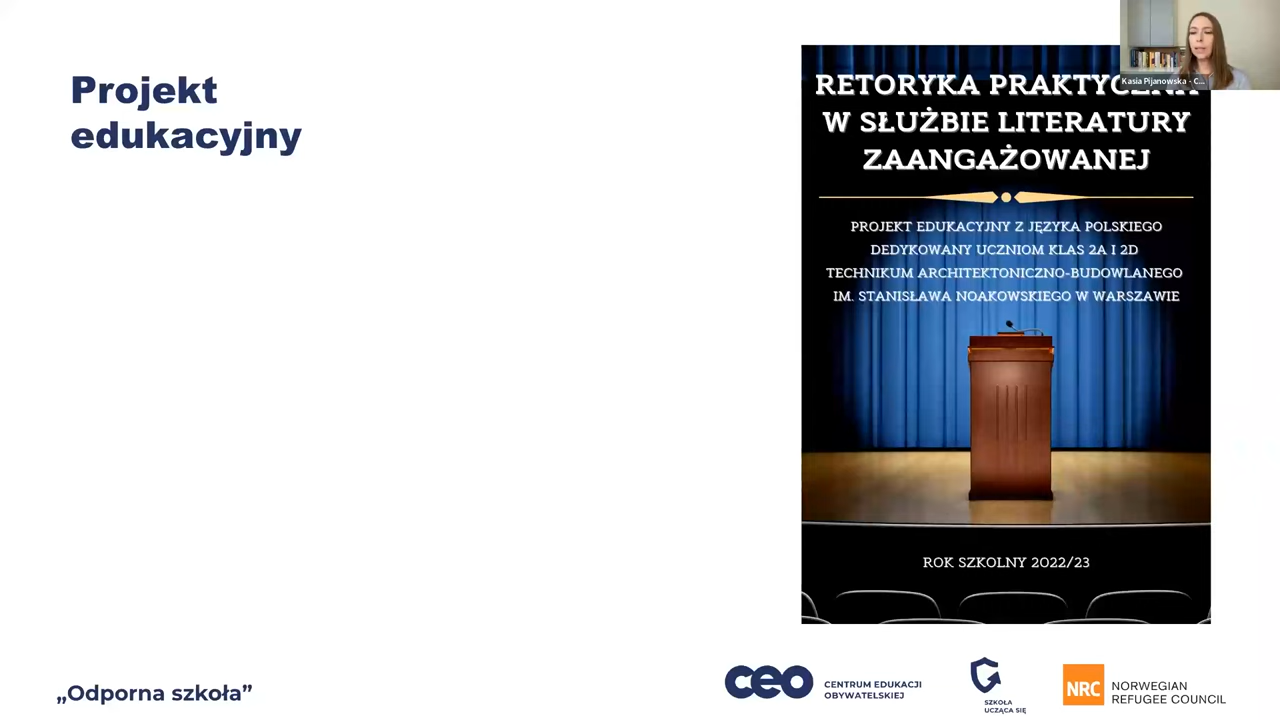 Projekt
edukacyjny
RETORYKA
W SŁUŻBIE LITERATURY
ZAANGAŻOWANEJ
PROJEKT EDUKACYJNY Z JĘZYKA POLSKIEGO
DEDYKOWANY UCZNIOM KLAS 2A I 2D
TECHNIKUM ARCHITEKTONICZNO-BUDOWLANEGO
IM. STANISŁAWA NOAKOWSKIEGO W WARSZAWIE
ROK SZKOLNY 2022/23
Kasia Pijanowska - C...
„Odporna szkoła”
ceo CENTRUM EDUKACJI
OBYWATELSKIEJ
SZKOŁA
UCZĄCA SIĘ
NRC NORWEGIAN
REFUGEE COUNCIL